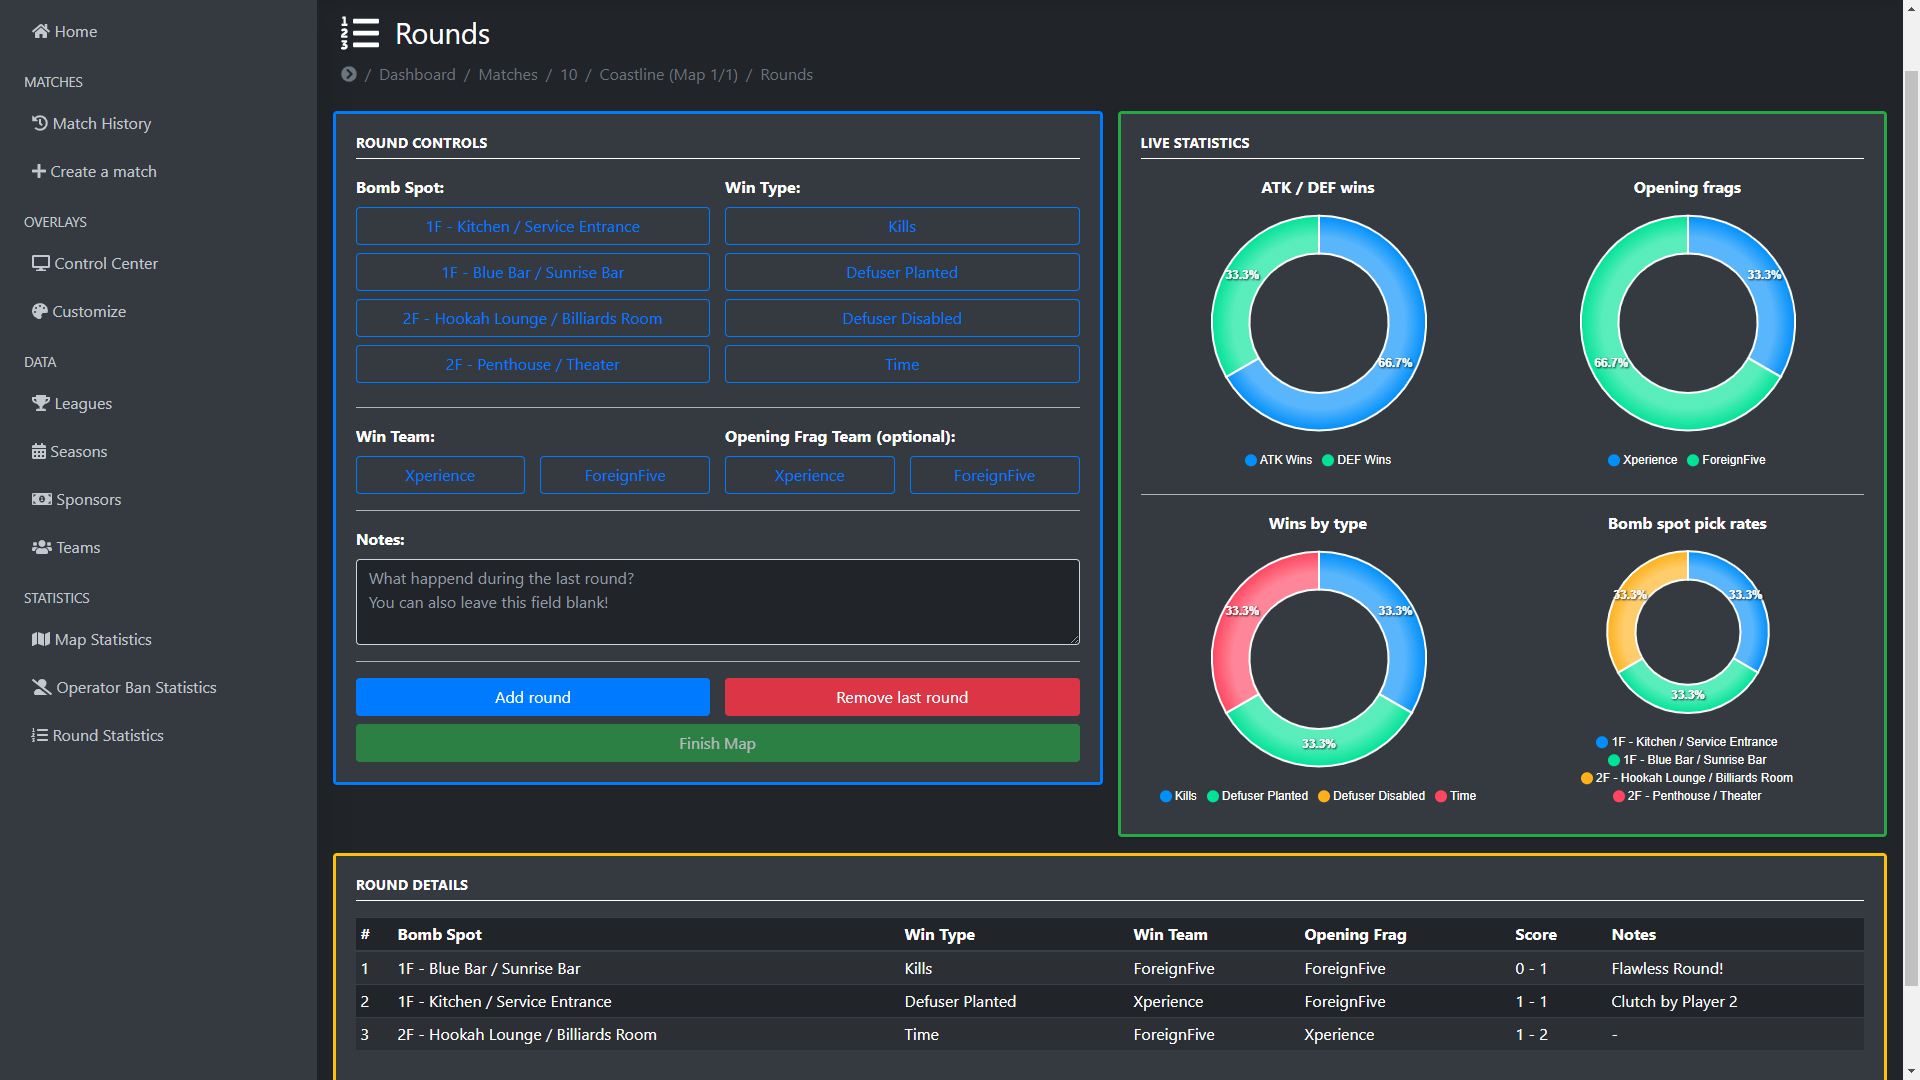 Home
MATCHES
Match History
Create a match
OVERLAYS
Control Center
Customize
DATA
Leagues
Seasons
Sponsors
Teams
STATISTICS
Map Statistics
Operator Ban Statistics
Round Statistics
Rounds
/ Dashboard / Matches / 10 / Coastline (Map 1/1) / Rounds
ROUND CONTROLS
Bomb Spot:
1F - Kitchen / Service Entrance
1F - Blue Bar / Sunrise Bar
2F - Hookah Lounge / Billiards Room
2F - Penthouse / Theater
Win Type:
Kills
Defuser Planted
Defuser Disabled
Time
Win Team:
Xperience ForeignFive
Opening Frag Team (optional):
Xperience ForeignFive
Notes:
What happend during the last round?
You can also leave this field blank!
Add round Remove last round
Finish Map
LIVE STATISTICS
ATK / DEF wins
33.3%
66.7%
ATK Wins DEF Wins
Opening frags
33.3%
66.7%
Xperience ForeignFive
Wins by type
33.3% 33.3%
33.3%
Kills Defuser Planted Defuser Disabled Time
Bomb spot pick rates
33.3% 33.3%
33.3%
1F - Kitchen / Service Entrance
1F - Blue Bar / Sunrise Bar
2F - Hookah Lounge / Billiards Room
2F - Penthouse / Theater
ROUND DETAILS
# Bomb Spot Win Type Win Team Opening Frag Score Notes
1 1F - Blue Bar / Sunrise Bar Kills ForeignFive ForeignFive 0 - 1 Flawless Round!
2 1F - Kitchen / Service Entrance Defuser Planted Xperience ForeignFive 1 - 1 Clutch by Player 2
3 2F - Hookah Lounge / Billiards Room Time ForeignFive Xperience 1 - 2 -